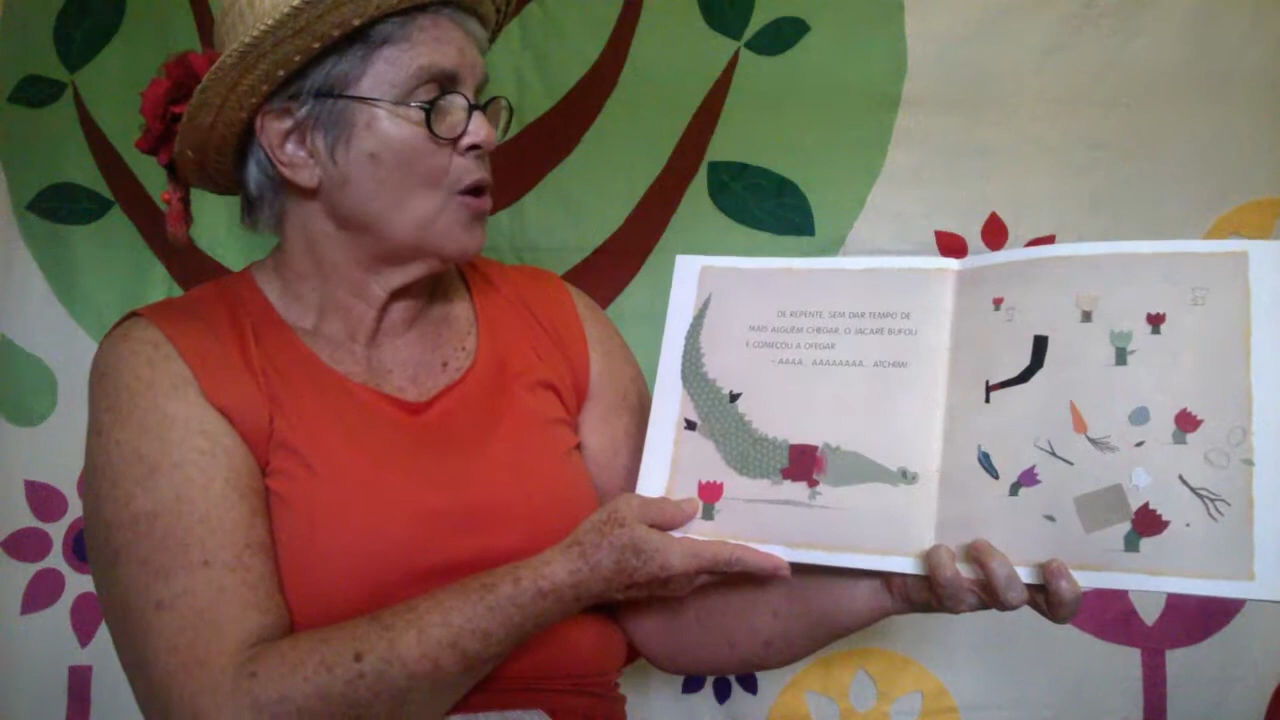 DE REPENTE, SEM DAR TEMPO DE
MAIS ALGUÉM CHEGAR, O JACARÉ BUFOU
E COMEÇOU A OFEGAR.
– AAAA... AAAAAAAA... ATCHIM!